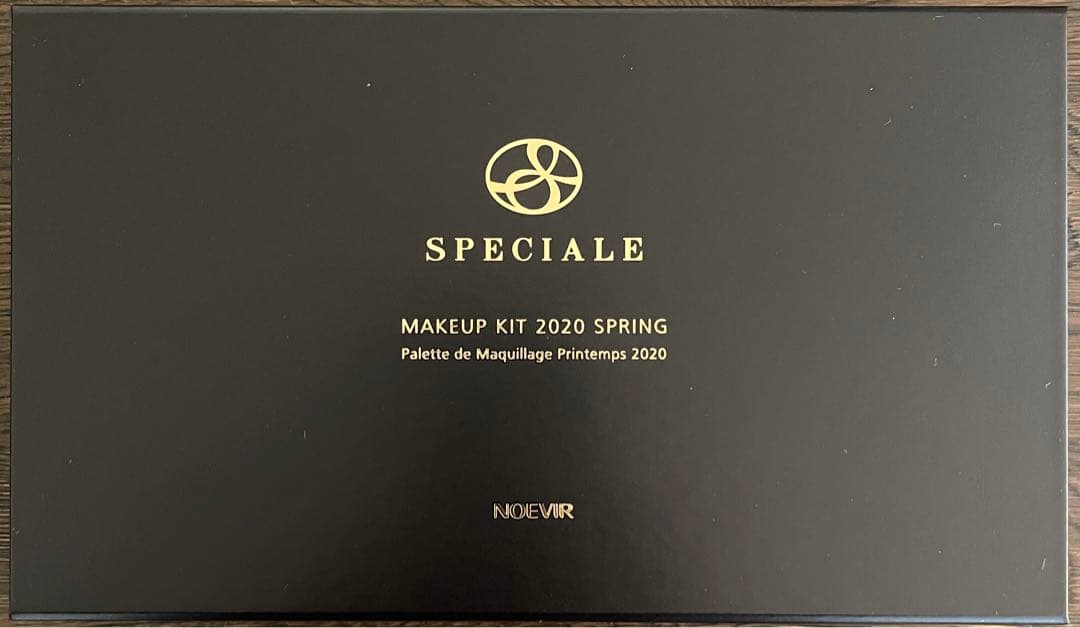 SPECIALE
MAKEUP KIT 2020 SPRING
Palette de Maquillage Printemps 2020
NOEVIR